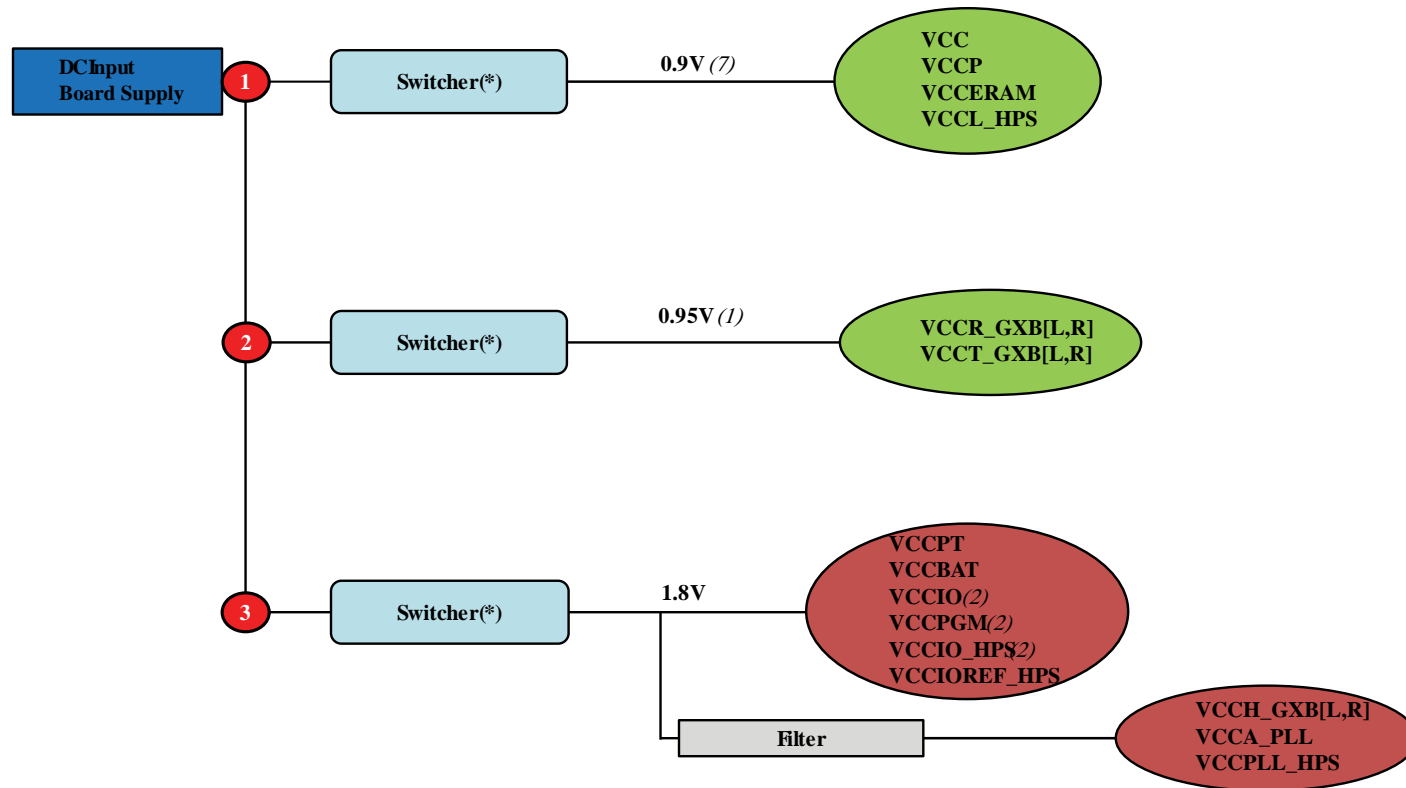 DCInput
Board Supply
1
Switcher(*)
0.9V (7)
VCC
VCCP
VCCERAM
VCCL_HPS
2
Switcher(*)
0.95V (1)
VCCR_GXB[L,R]
VCCT_GXB[L,R]
3
Switcher(*)
1.8V
VCCPT
VCCBAT
VCCIO(2)
VCCPGM(2)
VCCIO_HPS(2)
VCCIOREF_HPS
Filter
VCCH_GXB[L,R]
VCCA_PLL
VCCPLL_HPS